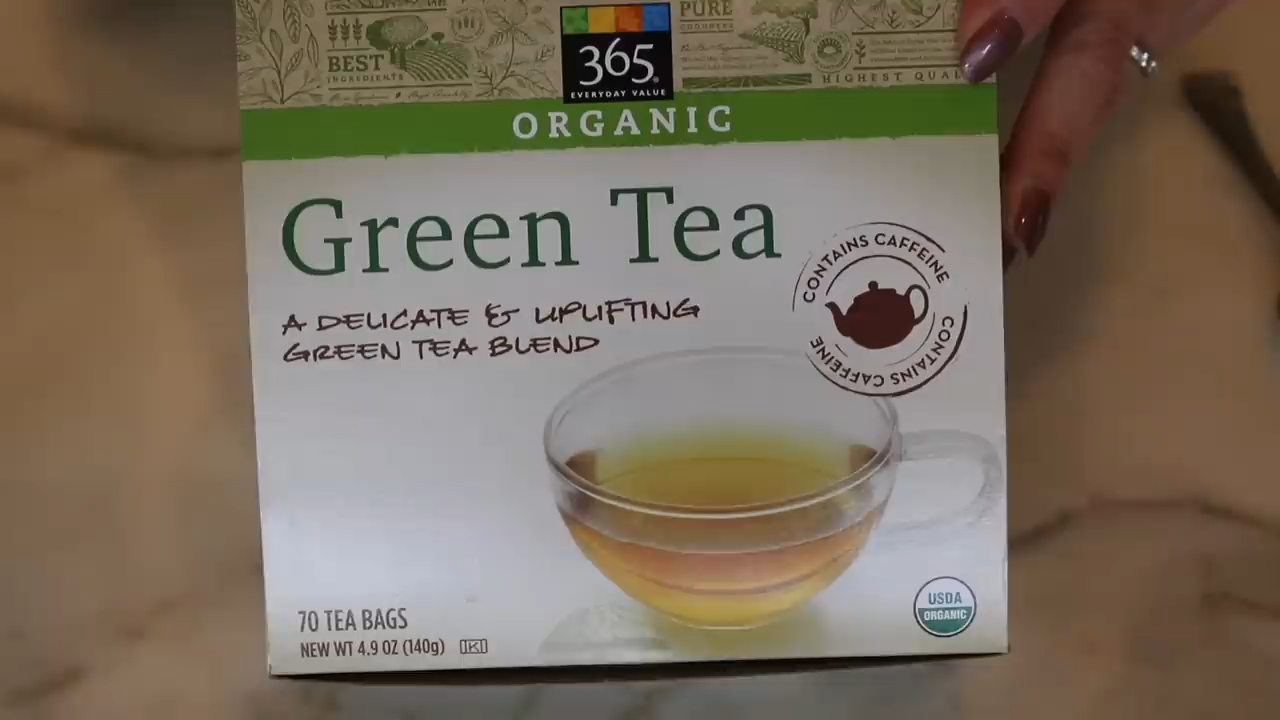 BEST
INGREDIENTS
365
EVERYDAY VALUE
PURE
HIGHEST QUAL
ORGANIC
Green Tea
A DELICATE & UPLIFTING
GREEN TEA BLEND
CONTAINS CAFFEINE
CONTAINS CAFFEINE
70 TEA BAGS
NEW WT 4.9 OZ (140g) K
USDA
ORGANIC